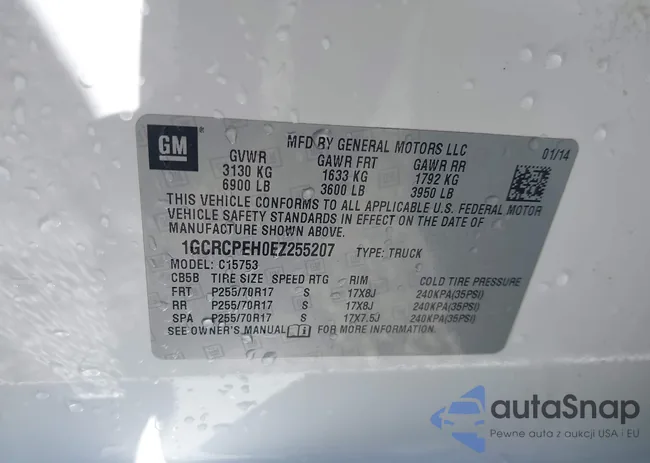 GM
MFD BY GENERAL MOTORS LLC
01/14
GVWR GAWR FRT GAWR RR
3130 KG 1633 KG 1792 KG
6900 LB 3600 LB 3950 LB
THIS VEHICLE CONFORMS TO ALL APPLICABLE U.S. FEDERAL MOTOR
VEHICLE SAFETY STANDARDS IN EFFECT ON THE DATE OF
MANUFACTURE SHOWN ABOVE.
1GCRCPEH0EZ255207 TYPE: TRUCK
MODEL: C15753
CB5B TIRE SIZE SPEED RTG RIM COLD TIRE PRESSURE
FRT P255/70R17 S 17X8J 240KPA(35PSI)
RR P255/70R17 S 17X8J 240KPA(35PSI)
SPA P255/70R17 S 17X7.5J 240KPA(35PSI)
SEE OWNER'S MANUAL FOR MORE INFORMATION.
autaSnap
Pewne auta z aukcji USA i EU